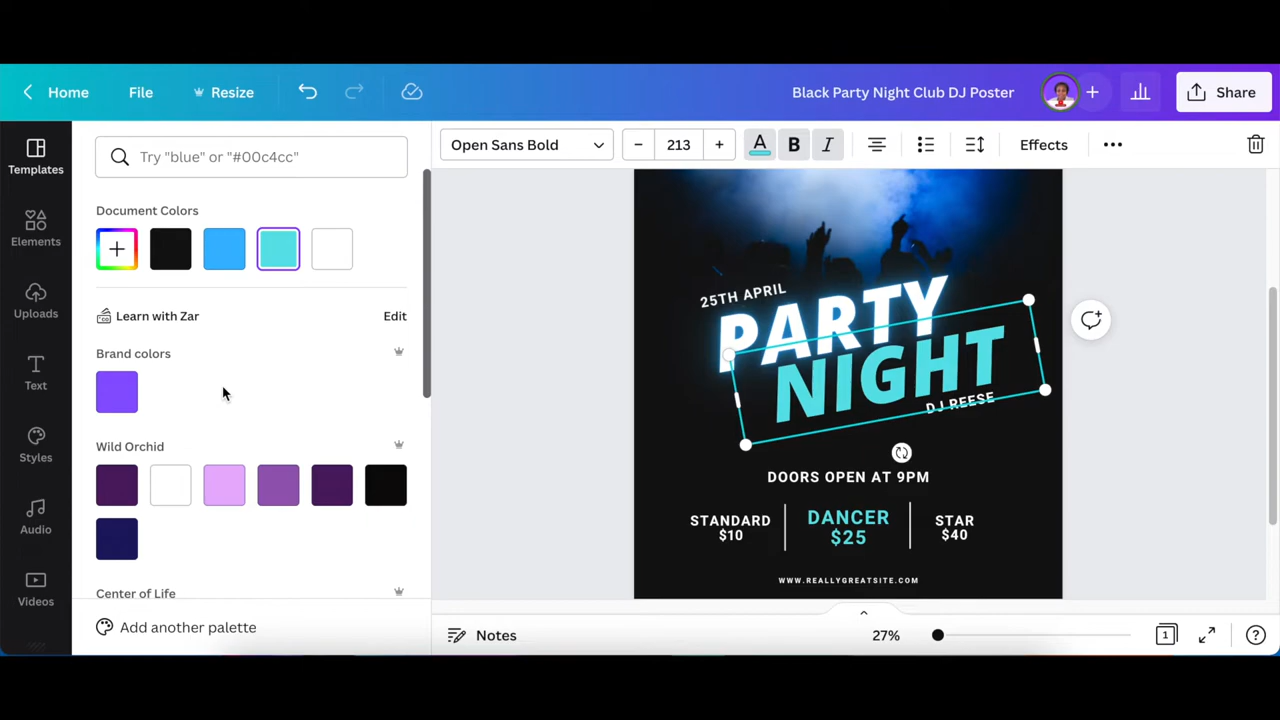 Home
File
Resize
Black Party Night Club DJ Poster
+
Share
Templates
Elements
Uploads
Text
Styles
Audio
Videos
Try "blue" or "#00c4cc"
Document Colors
+
Learn with Zar
Edit
Brand colors
Wild Orchid
Center of Life
Add another palette
Open Sans Bold
− 213 +
A
B
I
Effects
•••
25TH APRIL
PARTY
NIGHT
DJ REESE
DOORS OPEN AT 9PM
STANDARD
$10
DANCER
$25
STAR
$40
WWW.REALLYGREATSITE.COM
Notes
27%
1
?